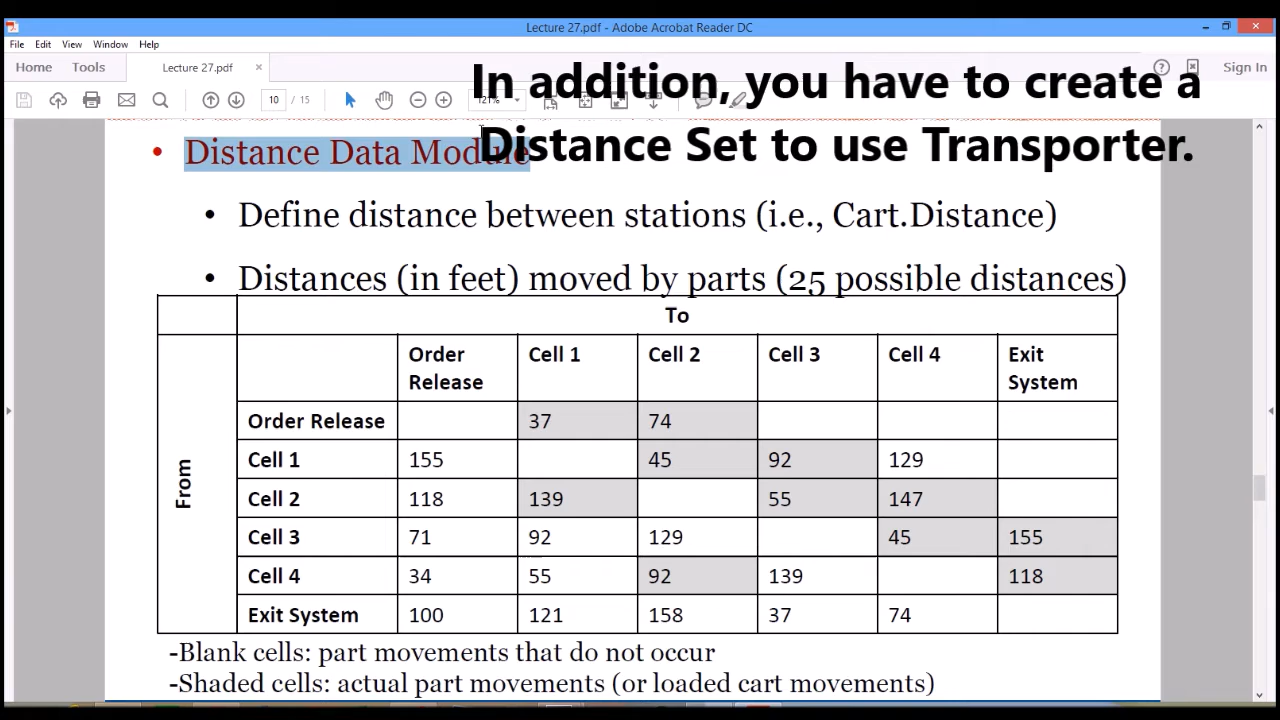 Lecture 27.pdf - Adobe Acrobat Reader DC
File Edit View Window Help
Home Tools Lecture 27.pdf × Sign In
10 / 15 121%
In addition, you have to create a
Distance Set to use Transporter.
• Distance Data Module
• Define distance between stations (i.e., Cart.Distance)
• Distances (in feet) moved by parts (25 possible distances)
To
Order Release Cell 1 Cell 2 Cell 3 Cell 4 Exit System
From
Order Release 37 74
Cell 1 155 45 92 129
Cell 2 118 139 55 147
Cell 3 71 92 129 45 155
Cell 4 34 55 92 139 118
Exit System 100 121 158 37 74
-Blank cells: part movements that do not occur
-Shaded cells: actual part movements (or loaded cart movements)